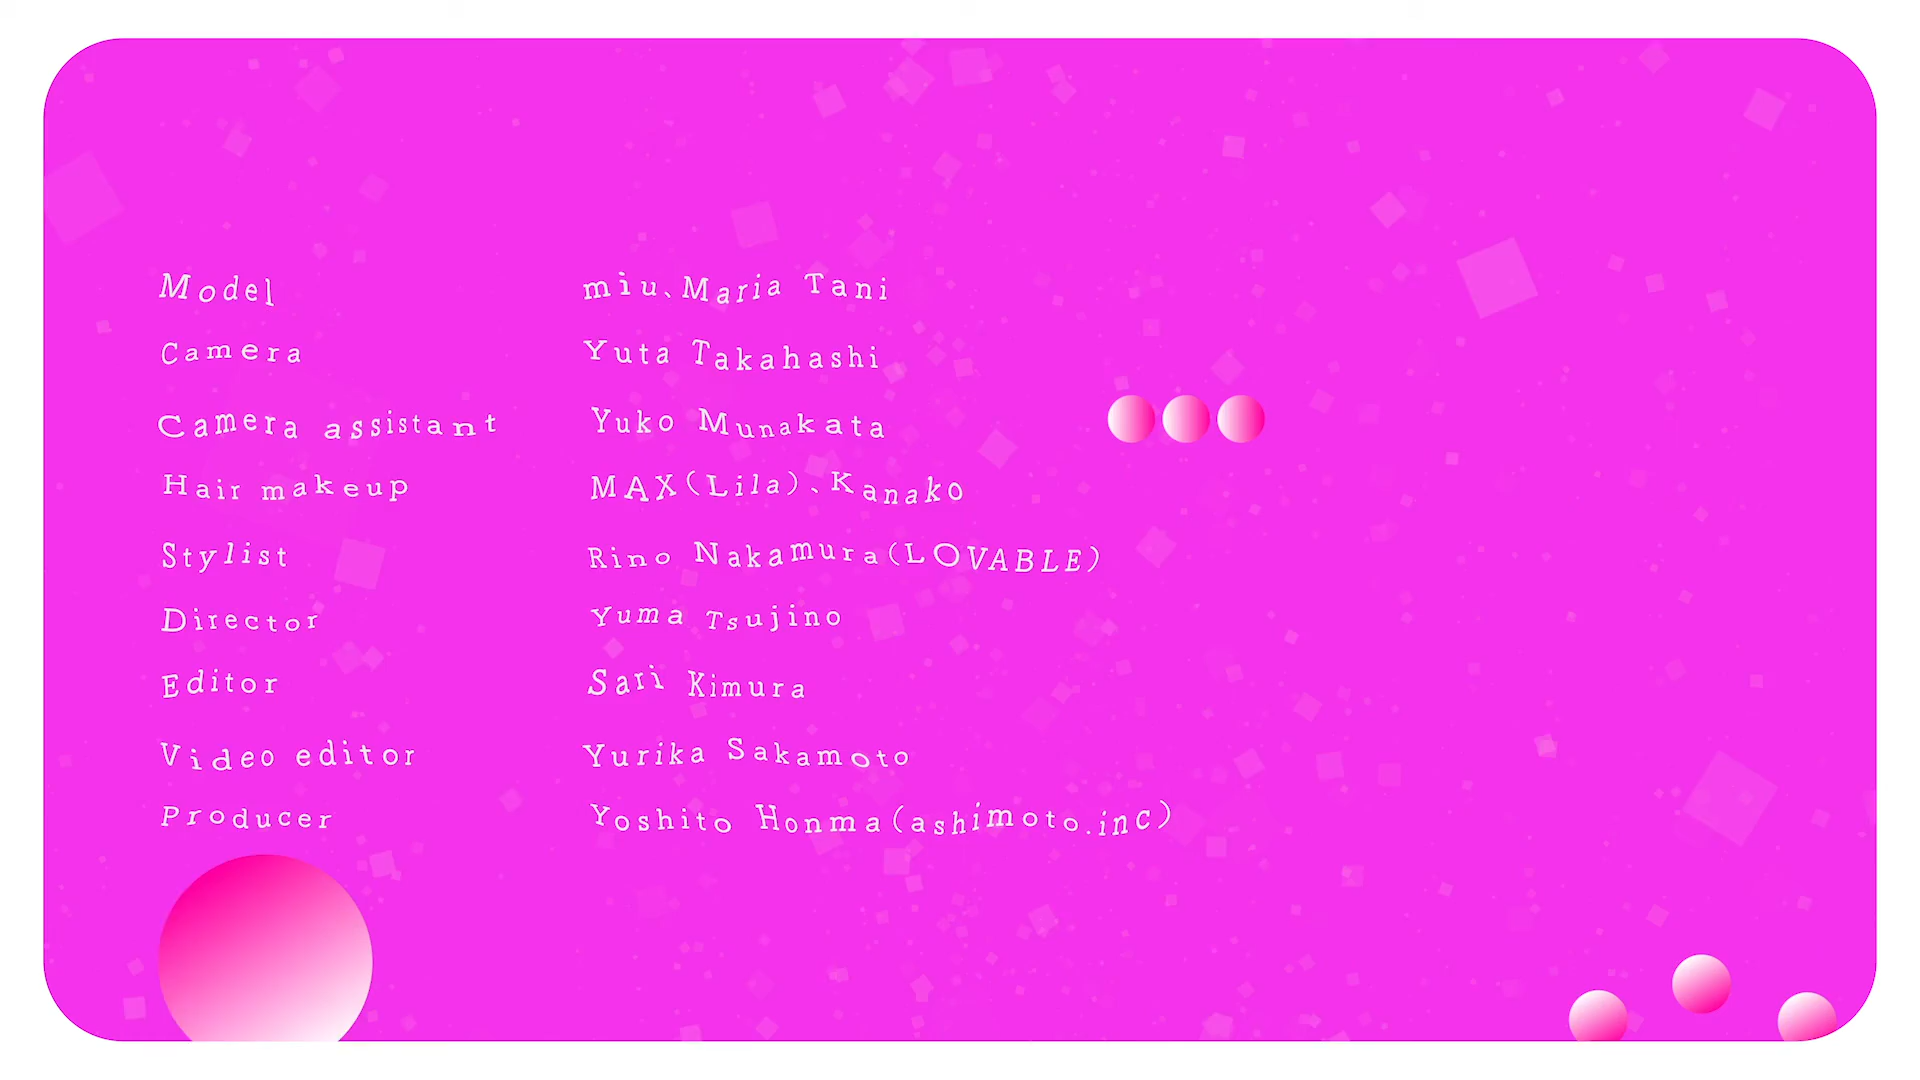 Model miu、Maria Tani
Camera Yuta Takahashi
Camera assistant Yuko Munakata
Hair makeup MAX(Lila)、Kanako
Stylist Rino Nakamura(LOVABLE)
Director Yuma Tsujino
Editor Sari Kimura
Video editor Yurika Sakamoto
Producer Yoshito Honma(ashimoto.inc)